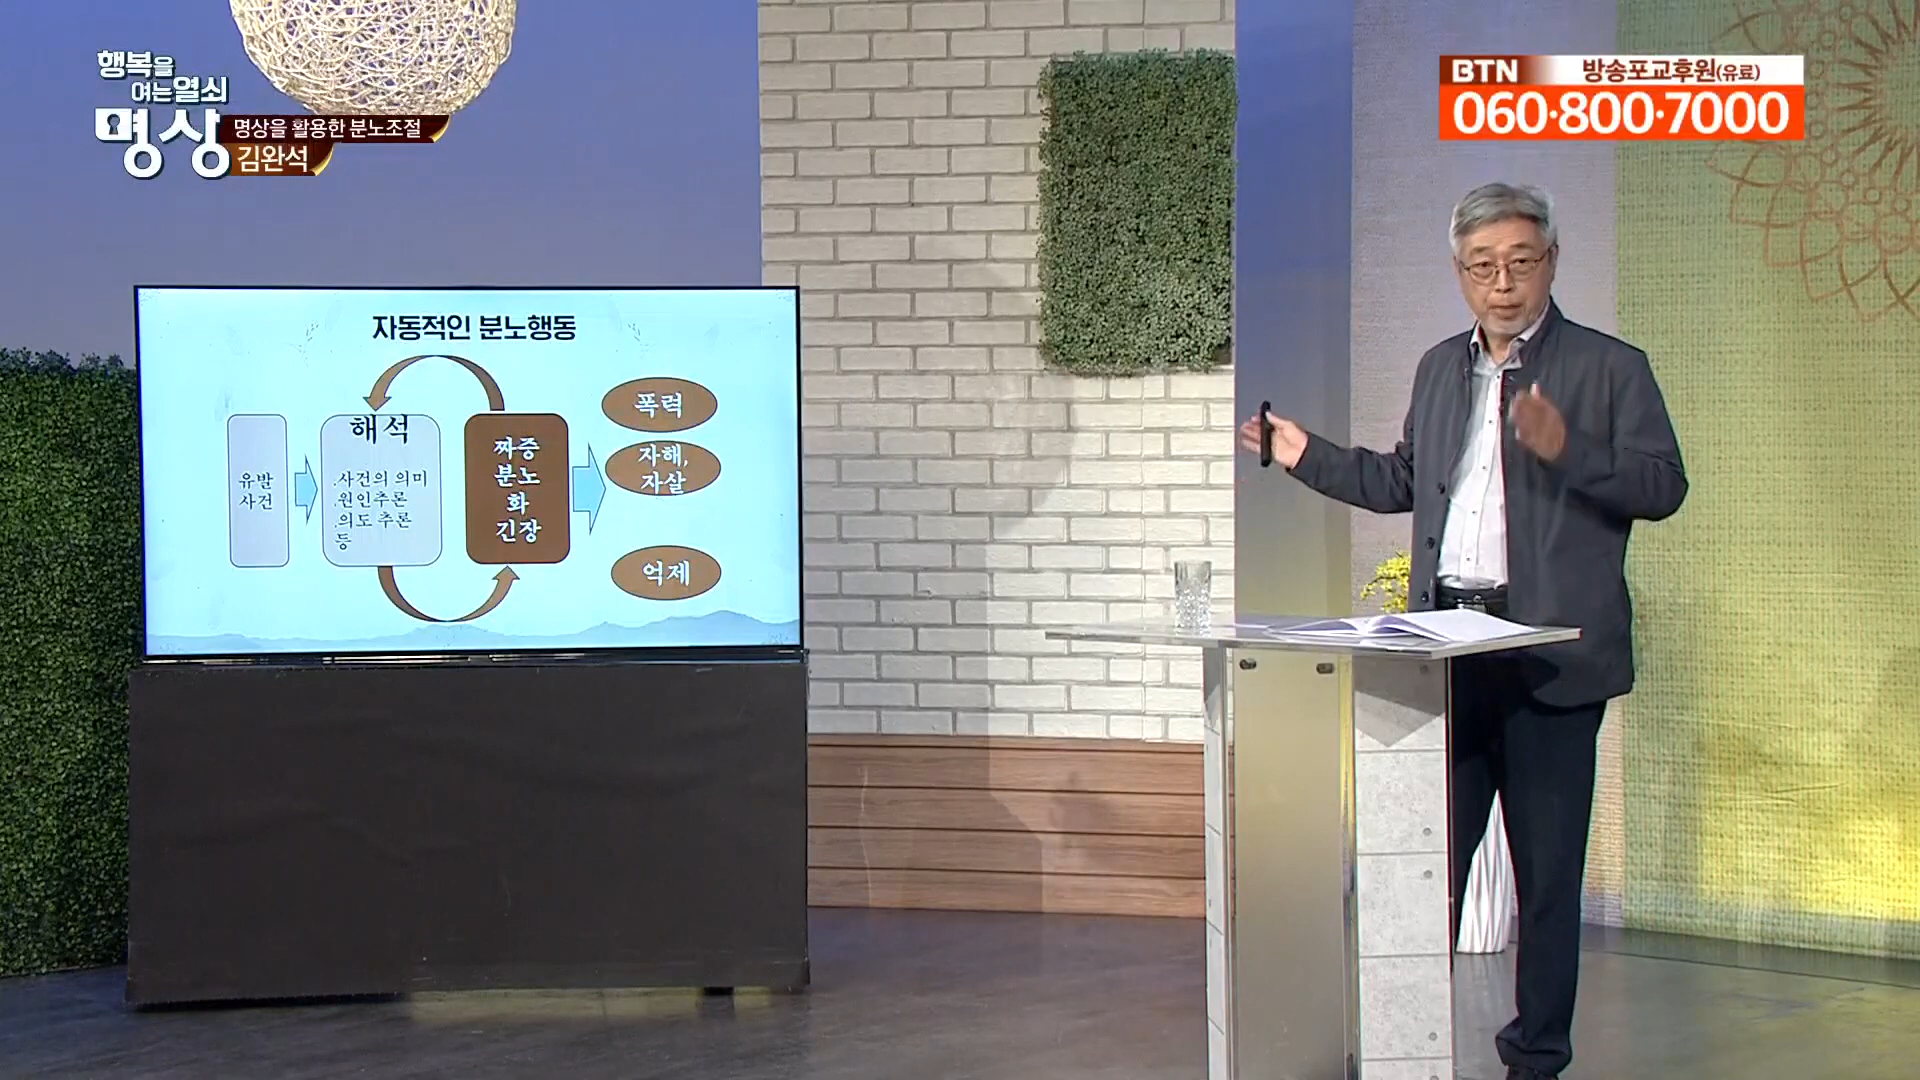 행복을
여는열쇠
명상
명상을 활용한 분노조절
김완석
BTN 방송포교후원(유료)
060·800·7000
자동적인 분노행동
유발
사건
해석
.사건의 의미
.원인추론
.의도 추론
등
짜증
분노
화
긴장
폭력
자해,
자살
억제